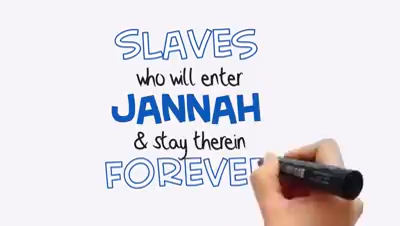 SLAVES
who will enter
JANNAH
& stay therein
FOREVE